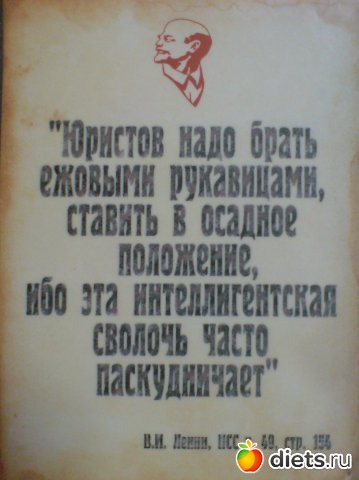 "Юристов надо брать
ежовыми рукавицами,
ставить в осадное
положение,
ибо эта интеллигентская
сволочь часто
паскудничает"
В.И. Ленин, ПСС т. 49, стр. 154
diets.ru